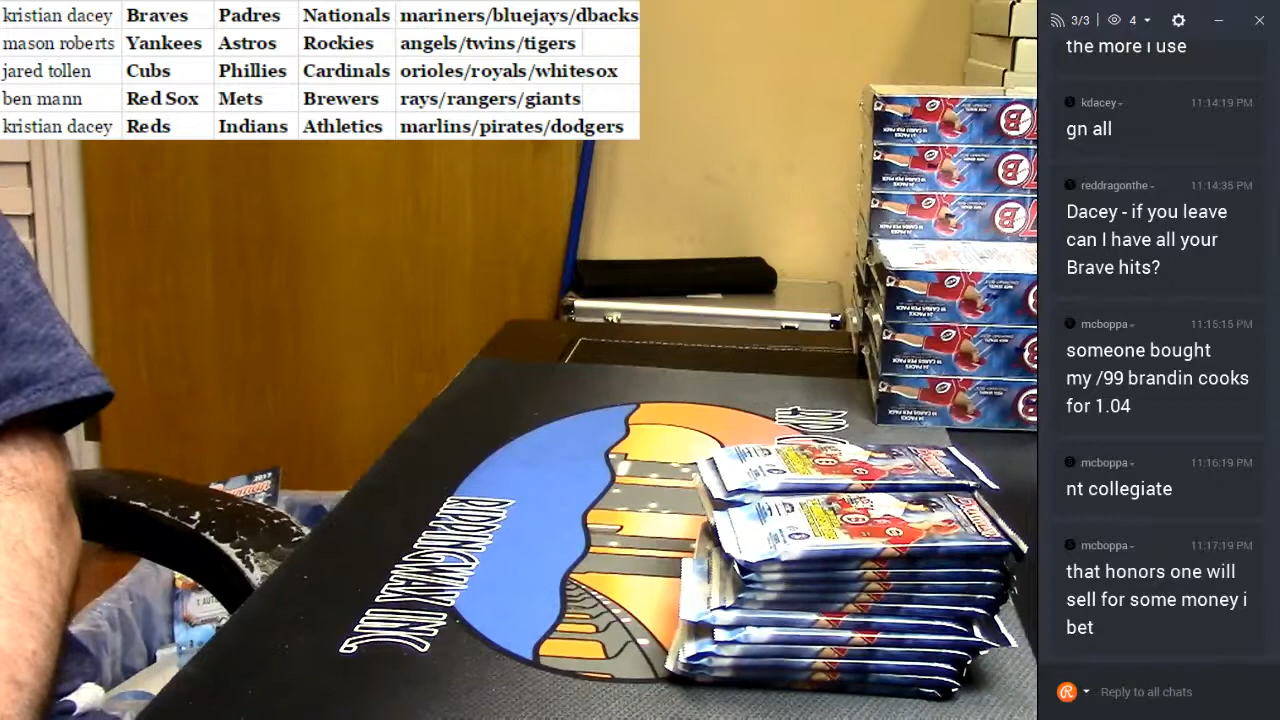 kristian dacey Braves Padres Nationals mariners/bluejays/dbacks
mason roberts Yankees Astros Rockies angels/twins/tigers
jared tollen Cubs Phillies Cardinals orioles/royals/whitesox
ben mann Red Sox Mets Brewers rays/rangers/giants
kristian dacey Reds Indians Athletics marlins/pirates/dodgers
3/3 4
the more i use
kdacey 11:14:19 PM
gn all
reddragonthe 11:14:35 PM
Dacey - if you leave
can I have all your
Brave hits?
mcboppa 11:15:15 PM
someone bought
my /99 brandin cooks
for 1.04
mcboppa 11:16:19 PM
nt collegiate
mcboppa 11:17:19 PM
that honors one will
sell for some money i
bet
Reply to all chats
RIPPINGWAX INC